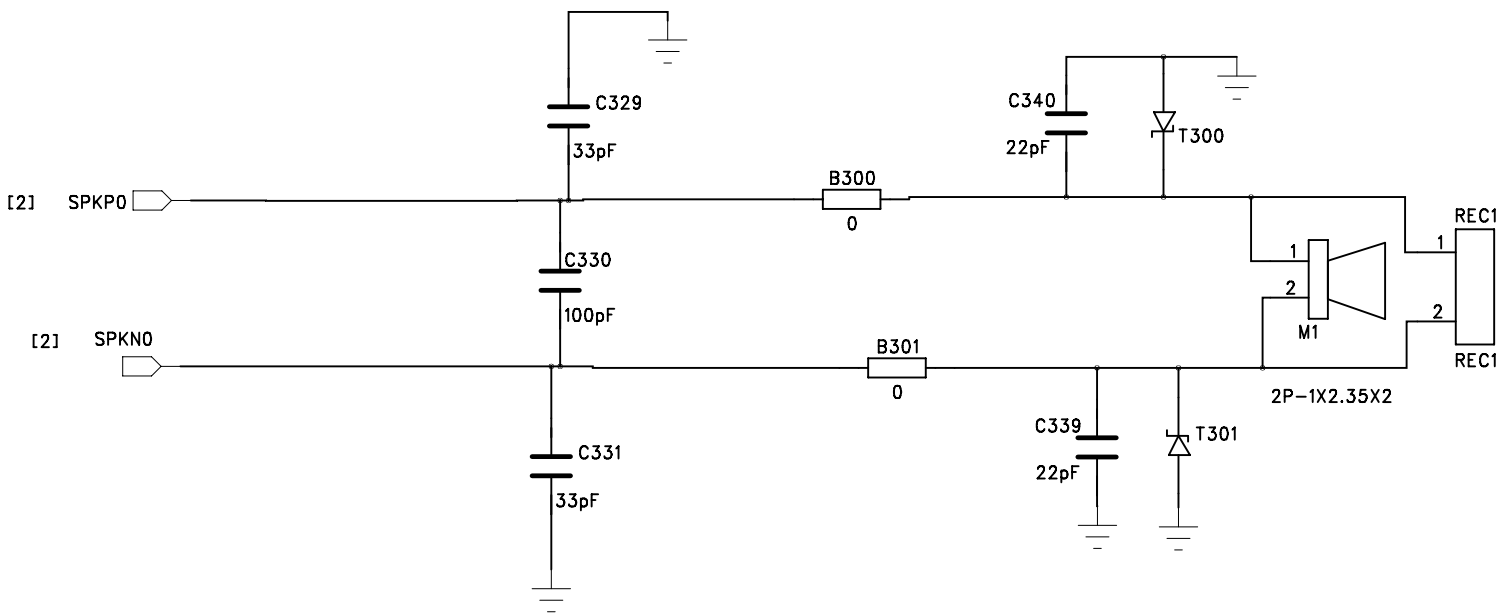 C329
33pF
C340
22pF
T300
[2] SPKP0
B300
0
REC1
1
1
C330
100pF
2
2
M1
[2] SPKN0
B301
0
REC1
2P-1X2.35X2
C339
22pF
T301
C331
33pF